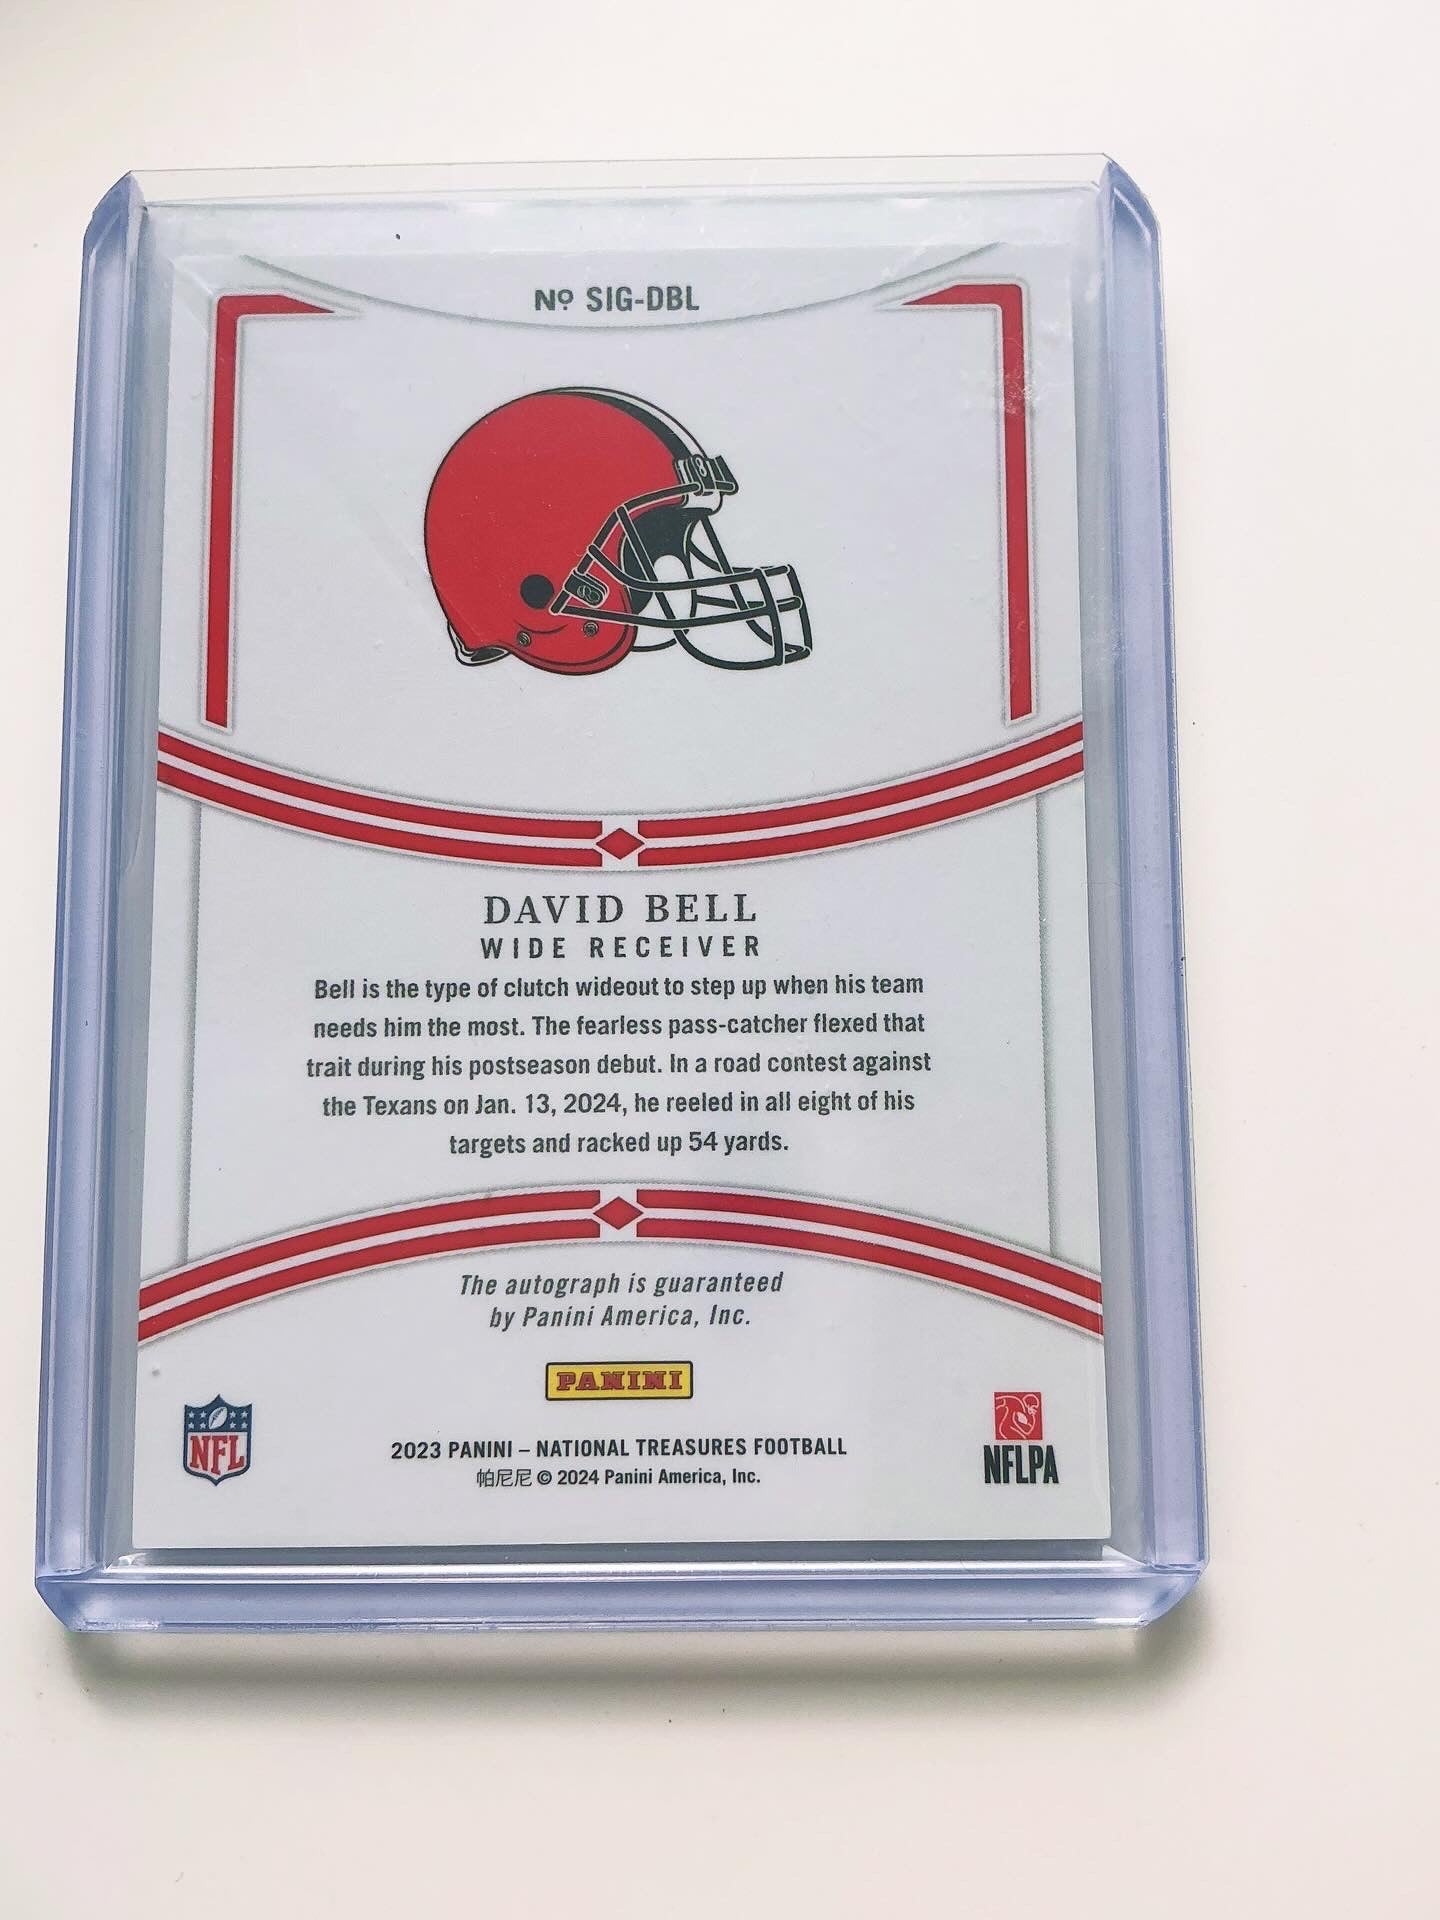 Nº SIG-DBL
DAVID BELL
WIDE RECEIVER
Bell is the type of clutch wideout to step up when his team
needs him the most. The fearless pass-catcher flexed that
trait during his postseason debut. In a road contest against
the Texans on Jan. 13, 2024, he reeled in all eight of his
targets and racked up 54 yards.
The autograph is guaranteed
by Panini America, Inc.
PANINI
NFL
NFLPA
2023 PANINI – NATIONAL TREASURES FOOTBALL
帕尼尼 © 2024 Panini America, Inc.